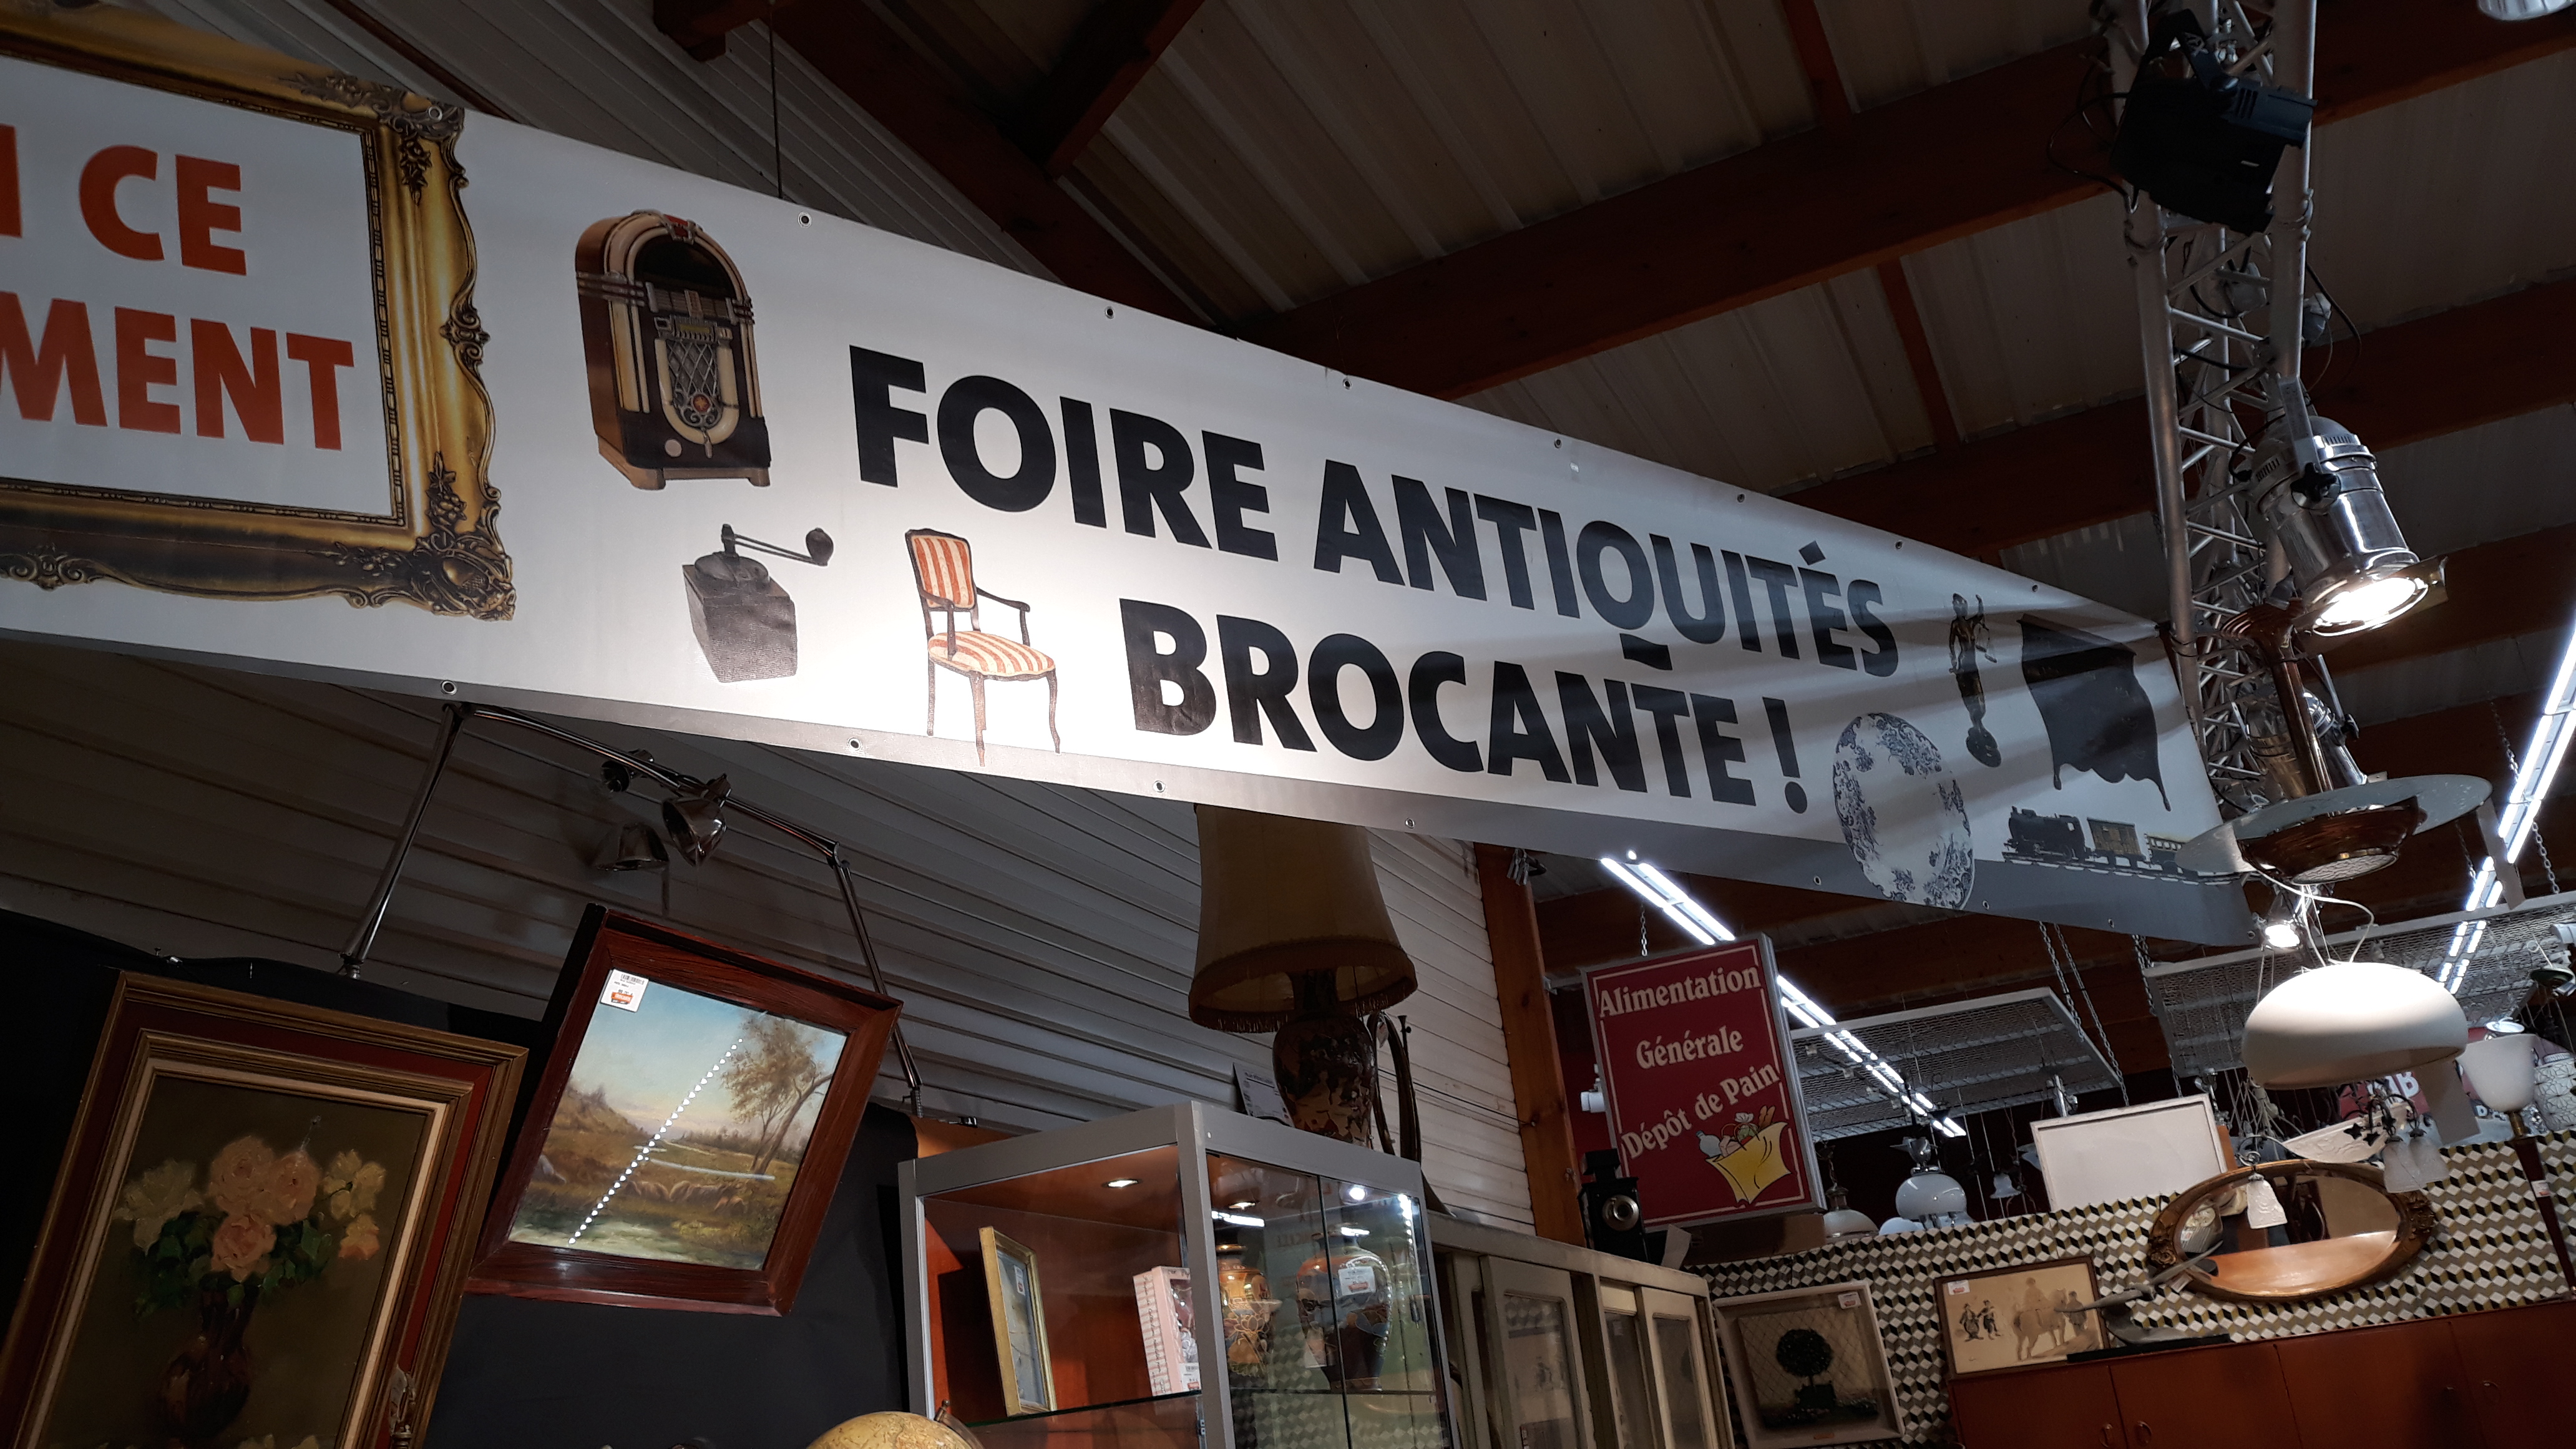 CE
MENT
FOIRE ANTIQUITÉS
-
BROCANTE !
Alimentation
Générale
Dépôt de Pain